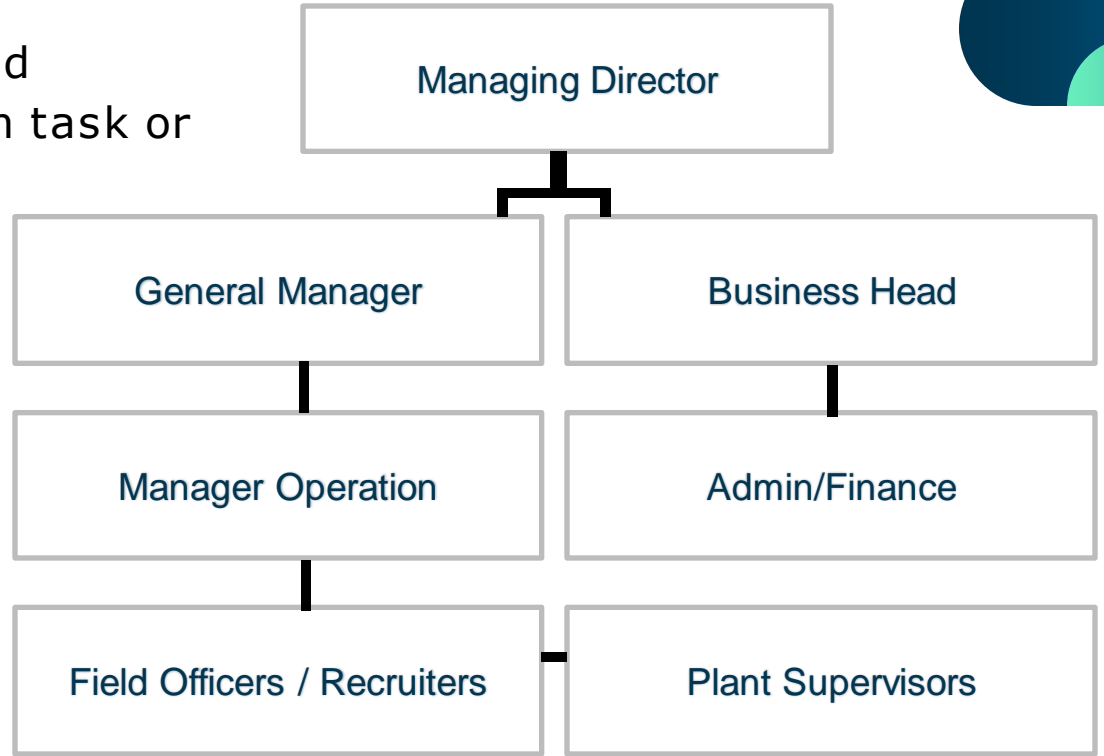 d
task or
Managing Director
General Manager
Business Head
Manager Operation
Admin/Finance
Field Officers / Recruiters
Plant Supervisors